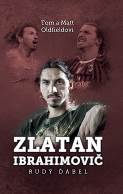 Tom a Matt
Oldfieldovi
ZLATAN
IBRAHIMOVIČ
RUDÝ ĎÁBEL